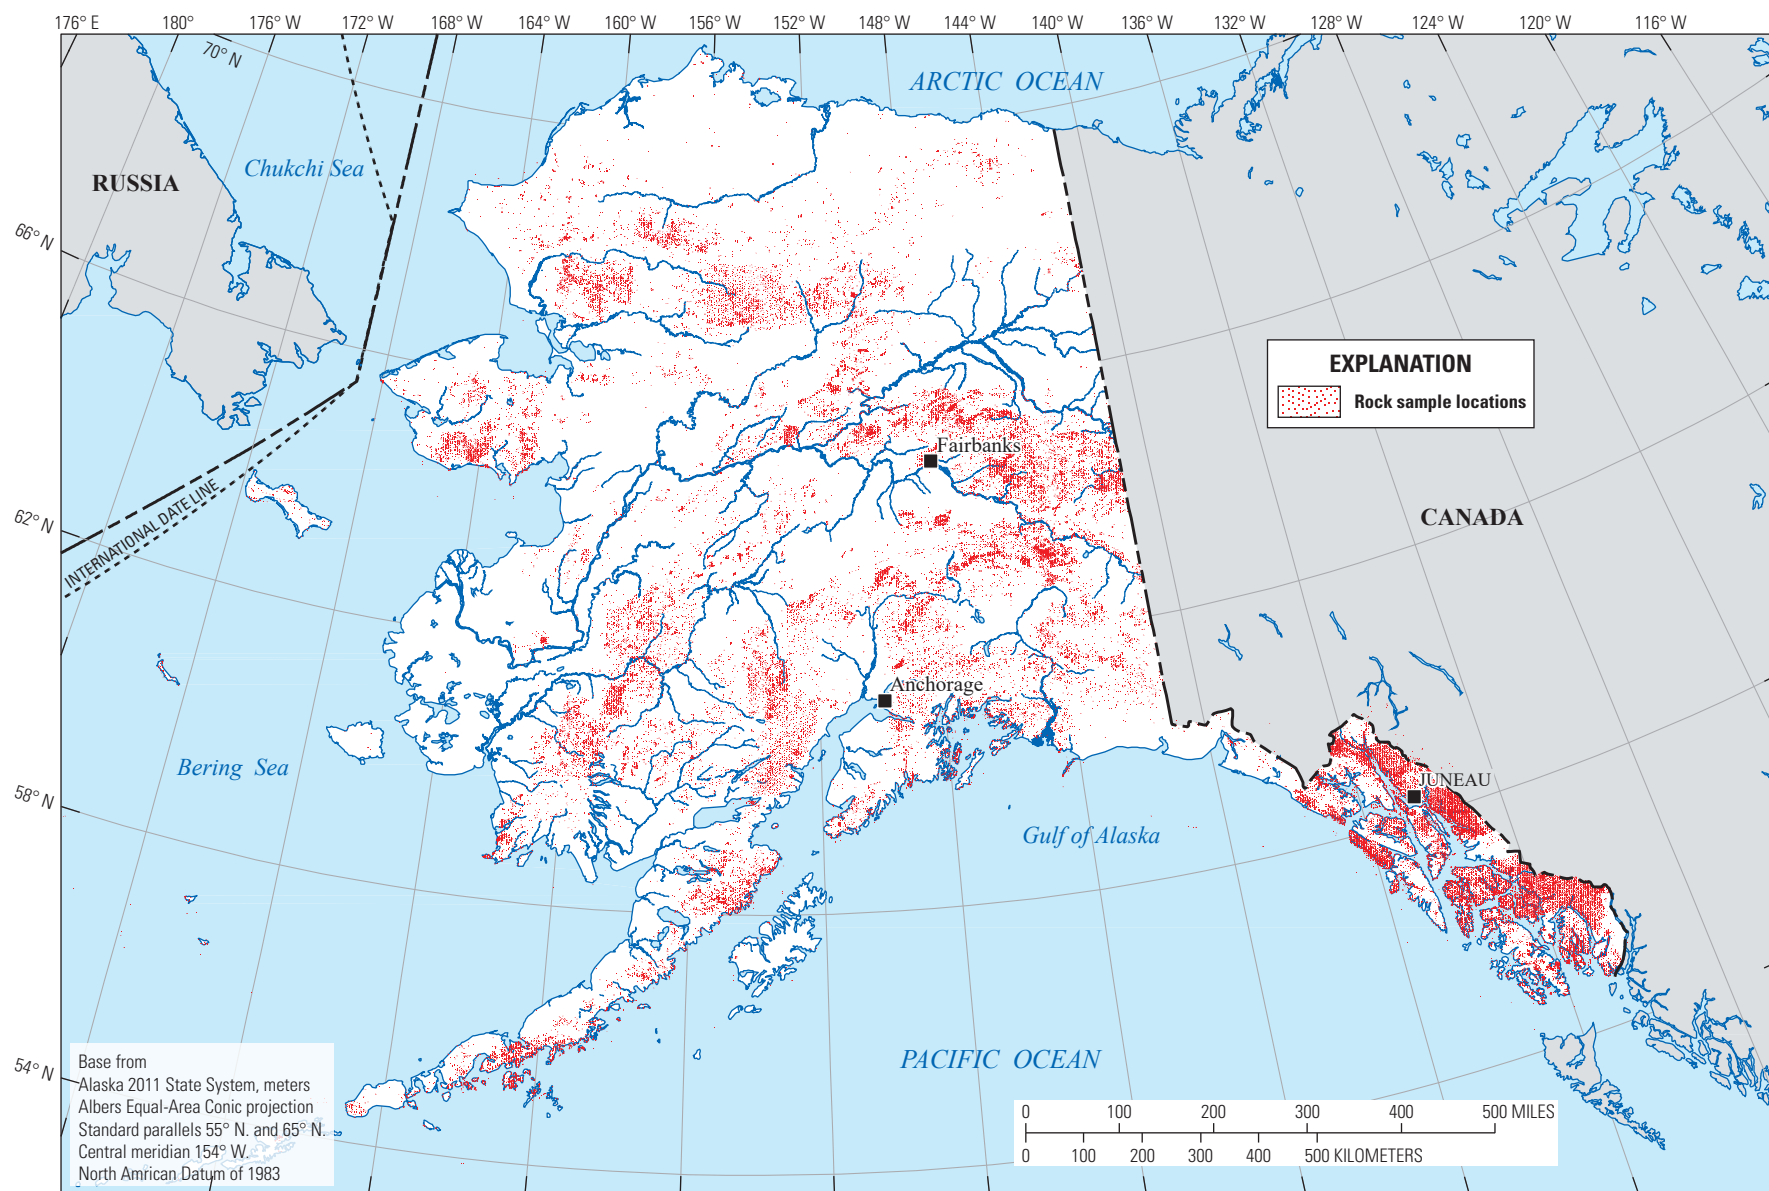 176° E
180°
176° W
172° W
168° W
164° W
160° W
156° W
152° W
148° W
144° W
140° W
136° W
132° W
128° W
124° W
120° W
116° W
70° N
ARCTIC OCEAN
Chukchi Sea
RUSSIA
66° N
EXPLANATION
Rock sample locations
Fairbanks
INTERNATIONAL DATE LINE
62° N
CANADA
Anchorage
Bering Sea
JUNEAU
58° N
Gulf of Alaska
54° N
PACIFIC OCEAN
Base from
Alaska 2011 State System, meters
Albers Equal-Area Conic projection
Standard parallels 55° N. and 65° N.
Central meridian 154° W.
North American Datum of 1983
0 100 200 300 400 500 MILES
0 100 200 300 400 500 KILOMETERS